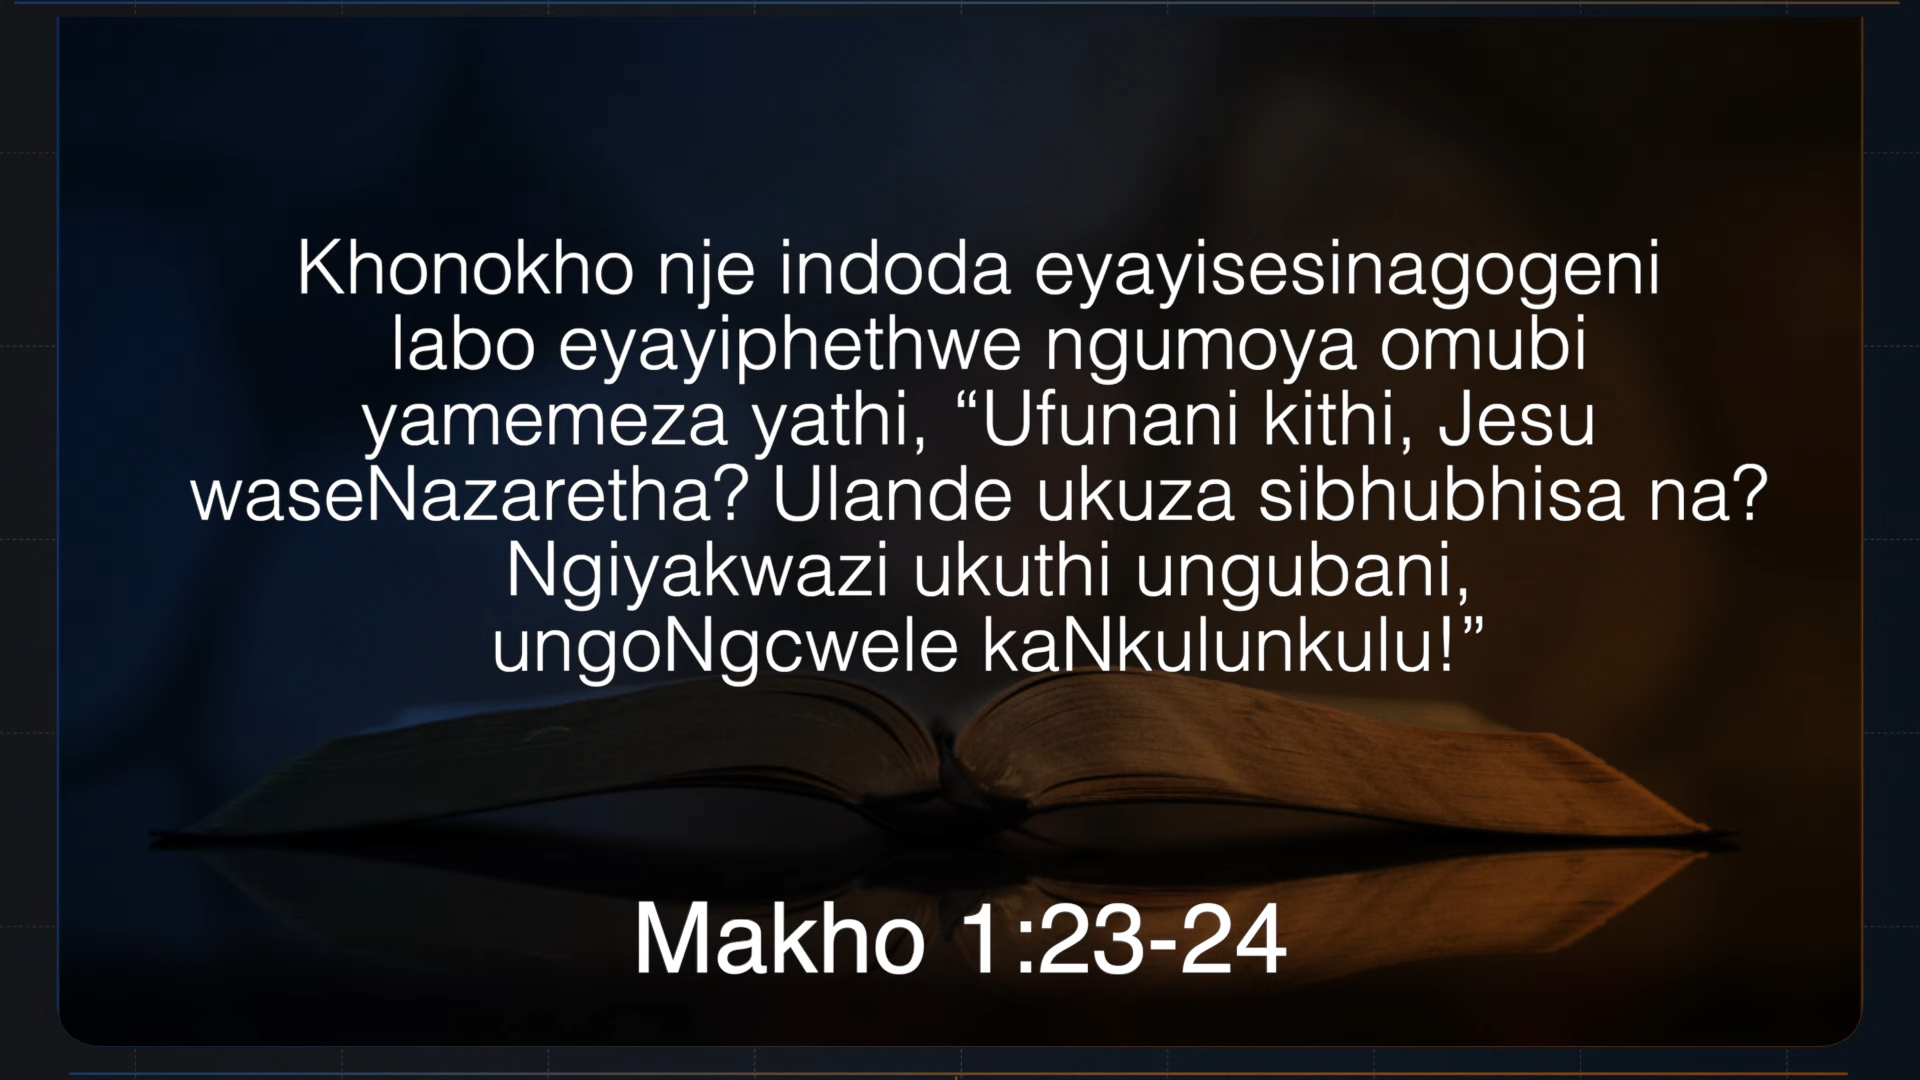 Khonokho nje indoda eyayisesinagogeni
labo eyayiphethwe ngumoya omubi
yamemeza yathi, “Ufunani kithi, Jesu
waseNazaretha? Ulande ukuza sibhubhisa na?
Ngiyakwazi ukuthi ungubani,
ungoNgcwele kaNkulunkulu!”
Makho 1:23-24